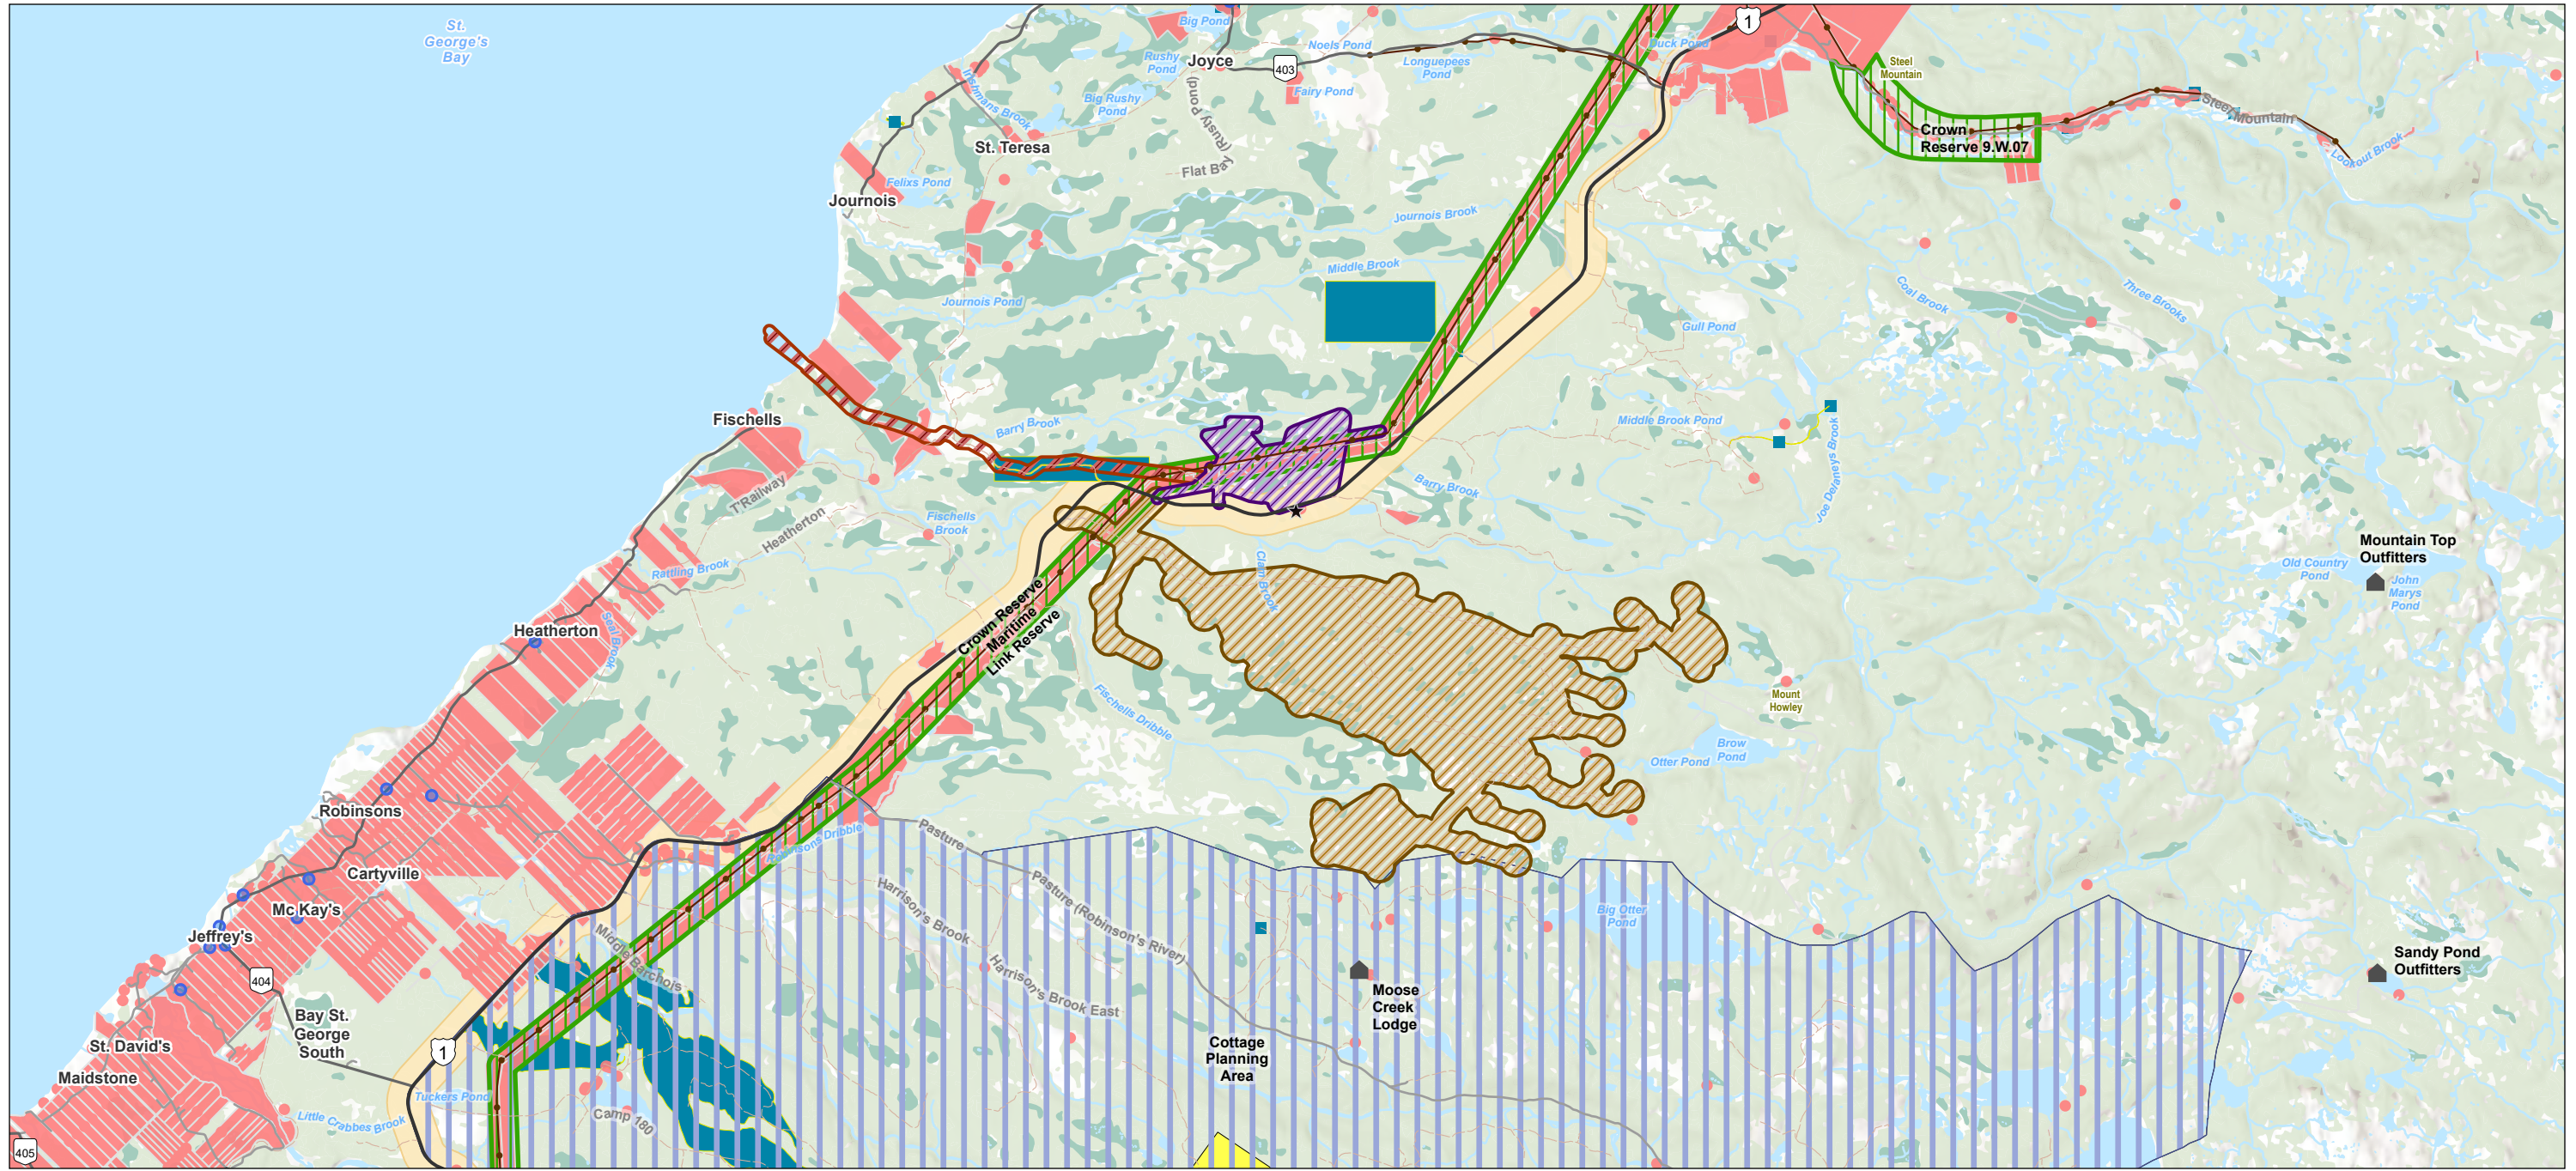 St.
George's
Bay
Big Pond
Rushy
Pond
Joyce
403
Noels Pond
Longuepees
Pond
Fairy Pond
Duck Pond
1
Steel
Mountain
Crown
Reserve 9.W.07
Steel Mountain
Lookout Brook
Irishmans Brook
Big Rushy
Pond
(Rusty Pond)
Flat Bay
St. Teresa
Felixs Pond
Journois
Journois Brook
Middle Brook
Journois Pond
Coal Brook
Three Brooks
Gull Pond
Middle Brook Pond
Joe Delaneys Brook
Fischells
Barry Brook
Barry Brook
T'Railway
Heatherton
Fischells
Brook
Rattling Brook
Clam Brook
Mountain Top
Outfitters
Old Country
Pond
John
Marys
Pond
Heatherton
Seal Brook
Crown Reserve
Maritime
Link Reserve
Fischells Dribble
Mount
Howley
Brow
Pond
Otter Pond
Robinsons
Robinsons Dribble
Pasture
Cartyville
Mc Kay's
Jeffrey's
404
Harrison's Brook
Pasture (Robinson's River)
Harrison's Brook East
Big Otter
Pond
Middle Barchois
Moose
Creek
Lodge
Sandy Pond
Outfitters
Bay St.
George
South
1
St. David's
Maidstone
Cottage
Planning
Area
Tuckers Pond
Little Crabbes Brook
Camp 180
405